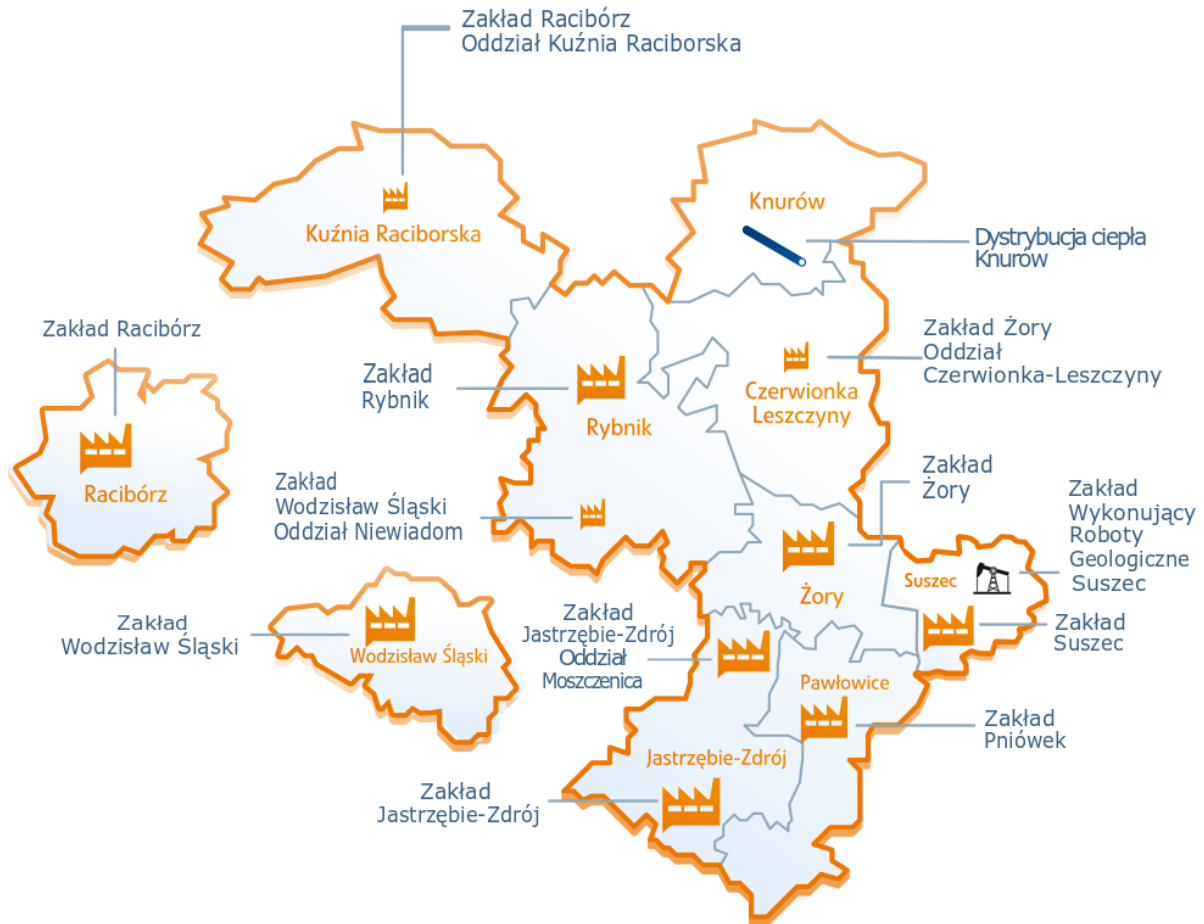 Zakład Racibórz
Oddział Kuźnia Raciborska
Knurów
Kuźnia Raciborska
Dystrybucja ciepła
Knurów
Zakład Racibórz
Zakład Żory
Oddział
Czerwionka-Leszczyny
Zakład
Rybnik
Czerwionka
Leszczyny
Rybnik
Racibórz
Zakład
Wodzisław Śląski
Oddział Niewiadom
Zakład
Żory
Zakład
Wykonujący
Roboty
Geologiczne
Suszec
Suszec
Żory
Zakład
Wodzisław Śląski
Wodzisław Śląski
Zakład
Jastrzębie-Zdrój
Oddział
Moszczenica
Zakład
Suszec
Pawłowice
Zakład
Pniówek
Jastrzębie-Zdrój
Zakład
Jastrzębie-Zdrój